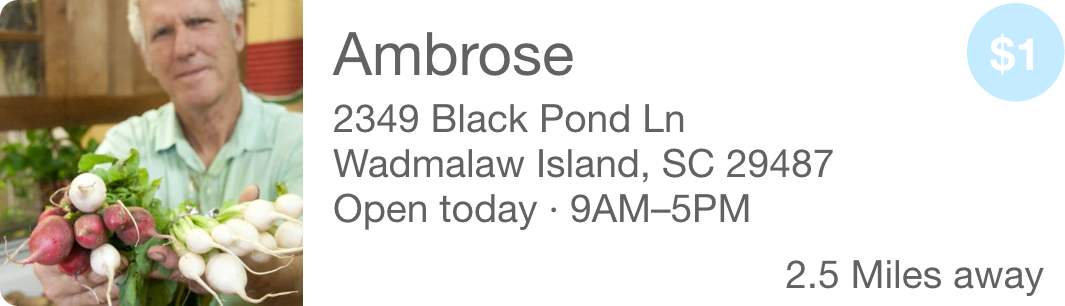 Ambrose
$1
2349 Black Pond Ln
Wadmalaw Island, SC 29487
Open today · 9AM–5PM
2.5 Miles away